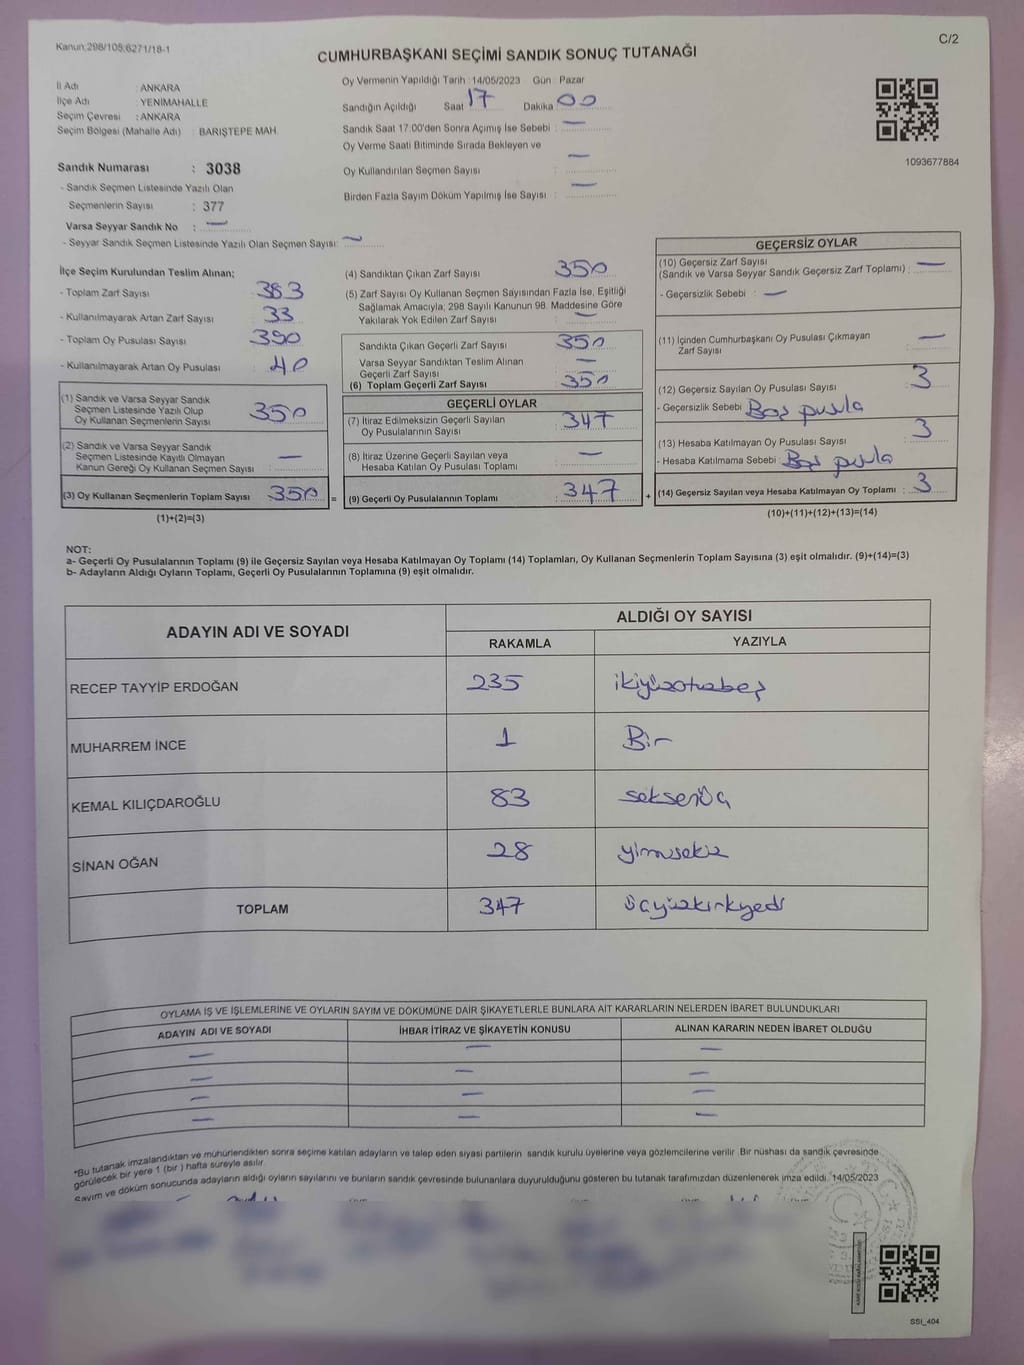 Kanun:298/105;6271/18-1
C/2
CUMHURBAŞKANI SEÇİMİ SANDIK SONUÇ TUTANAĞI
İl Adı : ANKARA
İlçe Adı : YENİMAHALLE
Seçim Çevresi : ANKARA
Seçim Bölgesi (Mahalle Adı) : BARIŞTEPE MAH.
Sandık Numarası : 3038
- Sandık Seçmen Listesinde Yazılı Olan
Seçmenlerin Sayısı : 377
Varsa Seyyar Sandık No : —
- Seyyar Sandık Seçmen Listesinde Yazılı Olan Seçmen Sayısı: —
Oy Vermenin Yapıldığı Tarih : 14/05/2023 Gün : Pazar
Sandığın Açıldığı Saat 17 Dakika 00
Sandık Saat 17:00'den Sonra Açımış İse Sebebi : —
Oy Verme Saati Bitiminde Sırada Bekleyen ve
Oy Kullandırılan Seçmen Sayısı : —
Birden Fazla Sayım Döküm Yapılmış İse Sayısı : —
1093677884
İlçe Seçim Kurulundan Teslim Alınan;
- Toplam Zarf Sayısı : 383
- Kullanılmayarak Artan Zarf Sayısı : 33
- Toplam Oy Pusulası Sayısı : 390
- Kullanılmayarak Artan Oy Pusulası : 40
(1) Sandık ve Varsa Seyyar Sandık
Seçmen Listesinde Yazılı Olup
Oy Kullanan Seçmenlerin Sayısı : 350
(2) Sandık ve Varsa Seyyar Sandık
Seçmen Listesinde Kayıtlı Olmayan
Kanun Gereği Oy Kullanan Seçmen Sayısı : —
(3) Oy Kullanan Seçmenlerin Toplam Sayısı : 350 =
(1)+(2)=(3)
(4) Sandıktan Çıkan Zarf Sayısı : 350
(5) Zarf Sayısı Oy Kullanan Seçmen Sayısından Fazla İse, Eşitliği
Sağlamak Amacıyla; 298 Sayılı Kanunun 98. Maddesine Göre
Yakılarak Yok Edilen Zarf Sayısı : —
Sandıkta Çıkan Geçerli Zarf Sayısı : 350
Varsa Seyyar Sandıktan Teslim Alınan
Geçerli Zarf Sayısı : —
(6) Toplam Geçerli Zarf Sayısı : 350
GEÇERLİ OYLAR
(7) İtiraz Edilmeksizin Geçerli Sayılan
Oy Pusulalarının Sayısı : 347
(8) İtiraz Üzerine Geçerli Sayılan veya
Hesaba Katılan Oy Pusulası Toplamı : —
(9) Geçerli Oy Pusulalarının Toplamı : 347 +
GEÇERSİZ OYLAR
(10) Geçersiz Zarf Sayısı
(Sandık ve Varsa Seyyar Sandık Geçersiz Zarf Toplamı) : —
- Geçersizlik Sebebi : —
(11) İçinden Cumhurbaşkanı Oy Pusulası Çıkmayan
Zarf Sayısı : —
(12) Geçersiz Sayılan Oy Pusulası Sayısı : 3
- Geçersizlik Sebebi Boş pusula
(13) Hesaba Katılmayan Oy Pusulası Sayısı : 3
- Hesaba Katılmama Sebebi : Boş pusula
(14) Geçersiz Sayılan veya Hesaba Katılmayan Oy Toplamı : 3
(10)+(11)+(12)+(13)=(14)
NOT:
a- Geçerli Oy Pusulalarının Toplamı (9) ile Geçersiz Sayılan veya Hesaba Katılmayan Oy Toplamı (14) Toplamları, Oy Kullanan Seçmenlerin Toplam Sayısına (3) eşit olmalıdır. (9)+(14)=(3)
b- Adayların Aldığı Oyların Toplamı, Geçerli Oy Pusulalarının Toplamına (9) eşit olmalıdır.
ADAYIN ADI VE SOYADI
ALDIĞI OY SAYISI
RAKAMLA YAZIYLA
RECEP TAYYİP ERDOĞAN 235 ikiyüzotuzbeş
MUHARREM İNCE 1 Bir
KEMAL KILIÇDAROĞLU 83 seksenüç
SİNAN OĞAN 28 yirmisekiz
TOPLAM 347 üçyüzkırkyedi
OYLAMA İŞ VE İŞLEMLERİNE VE OYLARIN SAYIM VE DÖKÜMÜNE DAİR ŞİKAYETLERLE BUNLARA AİT KARARLARIN NELERDEN İBARET BULUNDUKLARI
ADAYIN ADI VE SOYADI İHBAR İTİRAZ VE ŞİKAYETİN KONUSU ALINAN KARARIN NEDEN İBARET OLDUĞU
— — —
— — —
— — —
— — —
*Bu tutanak imzalandıktan ve mühürlendikten sonra seçime katılan adayların ve talep eden siyasi partilerin sandık kurulu üyelerine veya gözlemcilerine verilir. Bir nüshası da sandık çevresinde
görülecek bir yere 1 (bir ) hafta süreyle asılır.
Sayım ve döküm sonucunda adayların aldığı oyların sayılarını ve bunların sandık çevresinde bulunanlara duyurulduğunu gösteren bu tutanak tarafımızdan düzenlenerek imza edildi. 14/05/2023
SSI_404